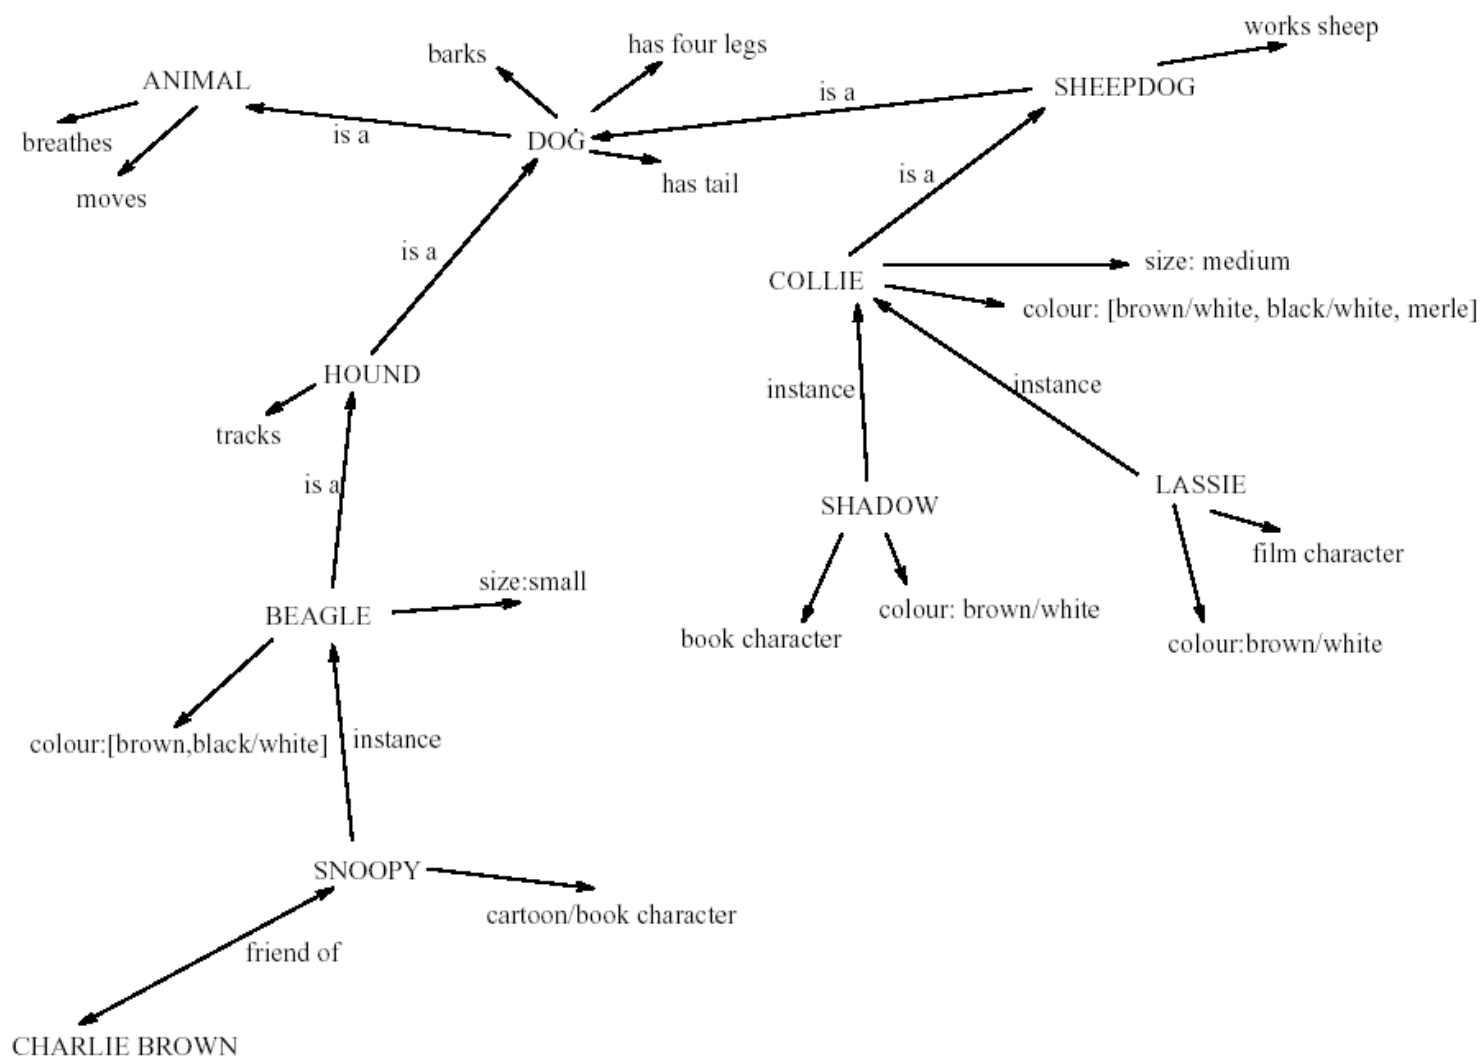 works sheep
has four legs
barks
ANIMAL
SHEEPDOG
is a
breathes
is a
DOG
has tail
is a
moves
is a
size: medium
COLLIE
colour: [brown/white, black/white, merle]
HOUND
instance
instance
tracks
is a
LASSIE
SHADOW
film character
size:small
colour: brown/white
BEAGLE
book character
colour:brown/white
colour:[brown,black/white]
instance
SNOOPY
cartoon/book character
friend of
CHARLIE BROWN